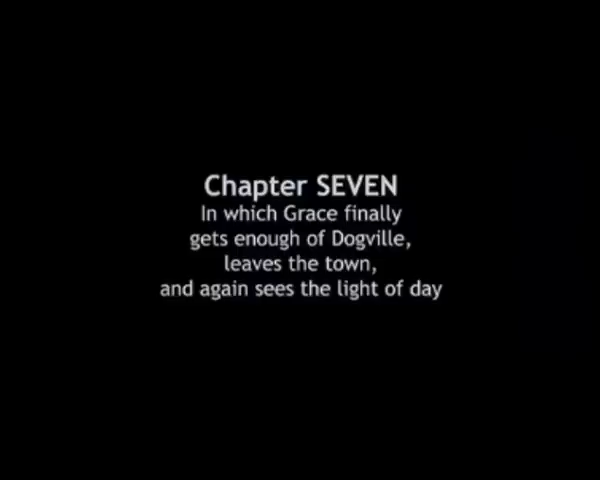 Chapter SEVEN
In which Grace finally
gets enough of Dogville,
leaves the town,
and again sees the light of day